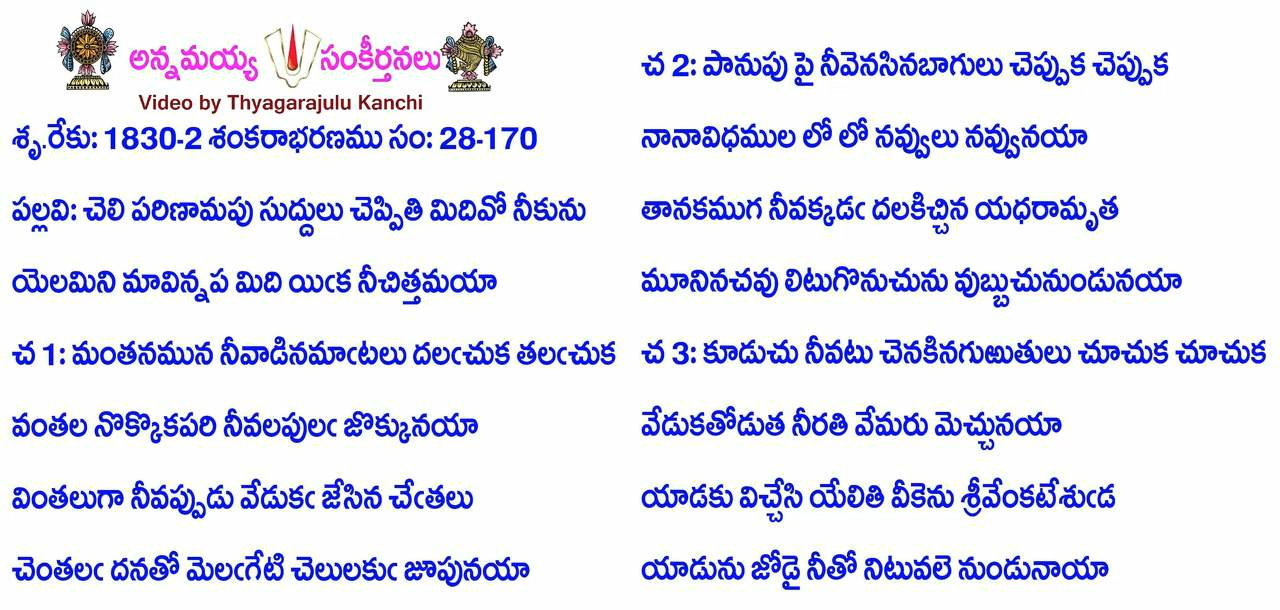 అన్నమయ్య సంకీర్తనలు
Video by Thyagarajulu Kanchi
శృ.రేకు: 1830-2 శంకరాభరణము సం: 28-170
పల్లవి: చెలి పరిణామపు సుద్దులు చెప్పితి మిదివో నీకును
యెలమిని మావిన్నప మిది యిఁక నీచిత్తమయా
చ 1: మంతనమున నీవాడినమాఁటలు దలఁచుక తలఁచుక
వంతల నొక్కొకపరి నీవలపులఁ జొక్కునయా
వింతలుగా నీవప్పుడు వేడుకఁ జేసిన చేఁతలు
చెంతలఁ దనతో మెలఁగేటి చెలులకుఁ జూపునయా
చ 2: పానుపు పై నీవెనసినబాగులు చెప్పుక చెప్పుక
నానావిధముల లో లో నవ్వులు నవ్వునయా
తానకముగ నీవక్కడఁ దలకిచ్చిన యధరామృత
మూనినచవు లిటుగొనుచును వుబ్బుచునుండునయా
చ 3: కూడుచు నీవటు చెనకినగుఱుతులు చూచుక చూచుక
వేడుకతోడుత నీరతి వేమరు మెచ్చునయా
యాడకు విచ్చేసి యేలితి వీకెను శ్రీవేంకటేశుఁడ
యాడును జోడై నీతో నిటువలె నుండునాయా